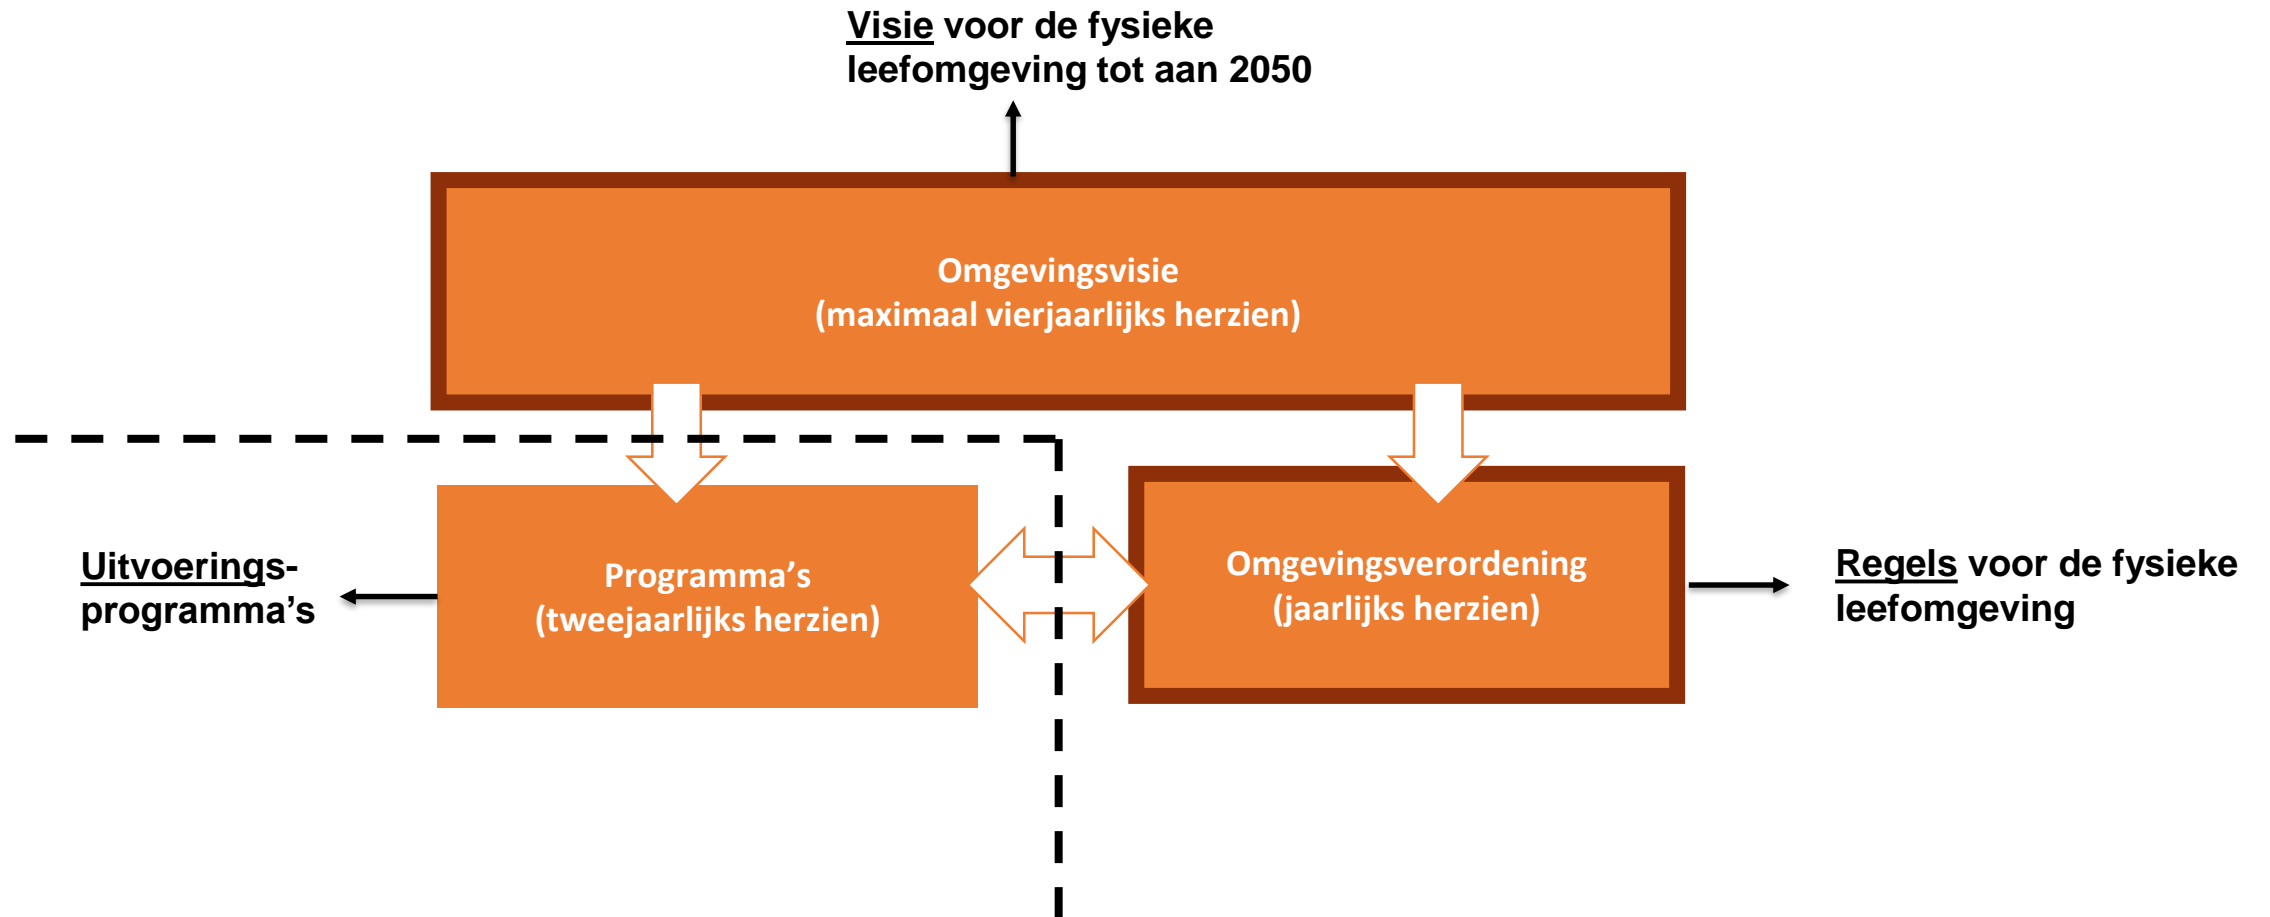 Visie voor de fysieke
leefomgeving tot aan 2050
Omgevingsvisie
(maximaal vierjaarlijks herzien)
Uitvoerings-
programma’s
Programma’s
(tweejaarlijks herzien)
Omgevingsverordening
(jaarlijks herzien)
Regels voor de fysieke
leefomgeving